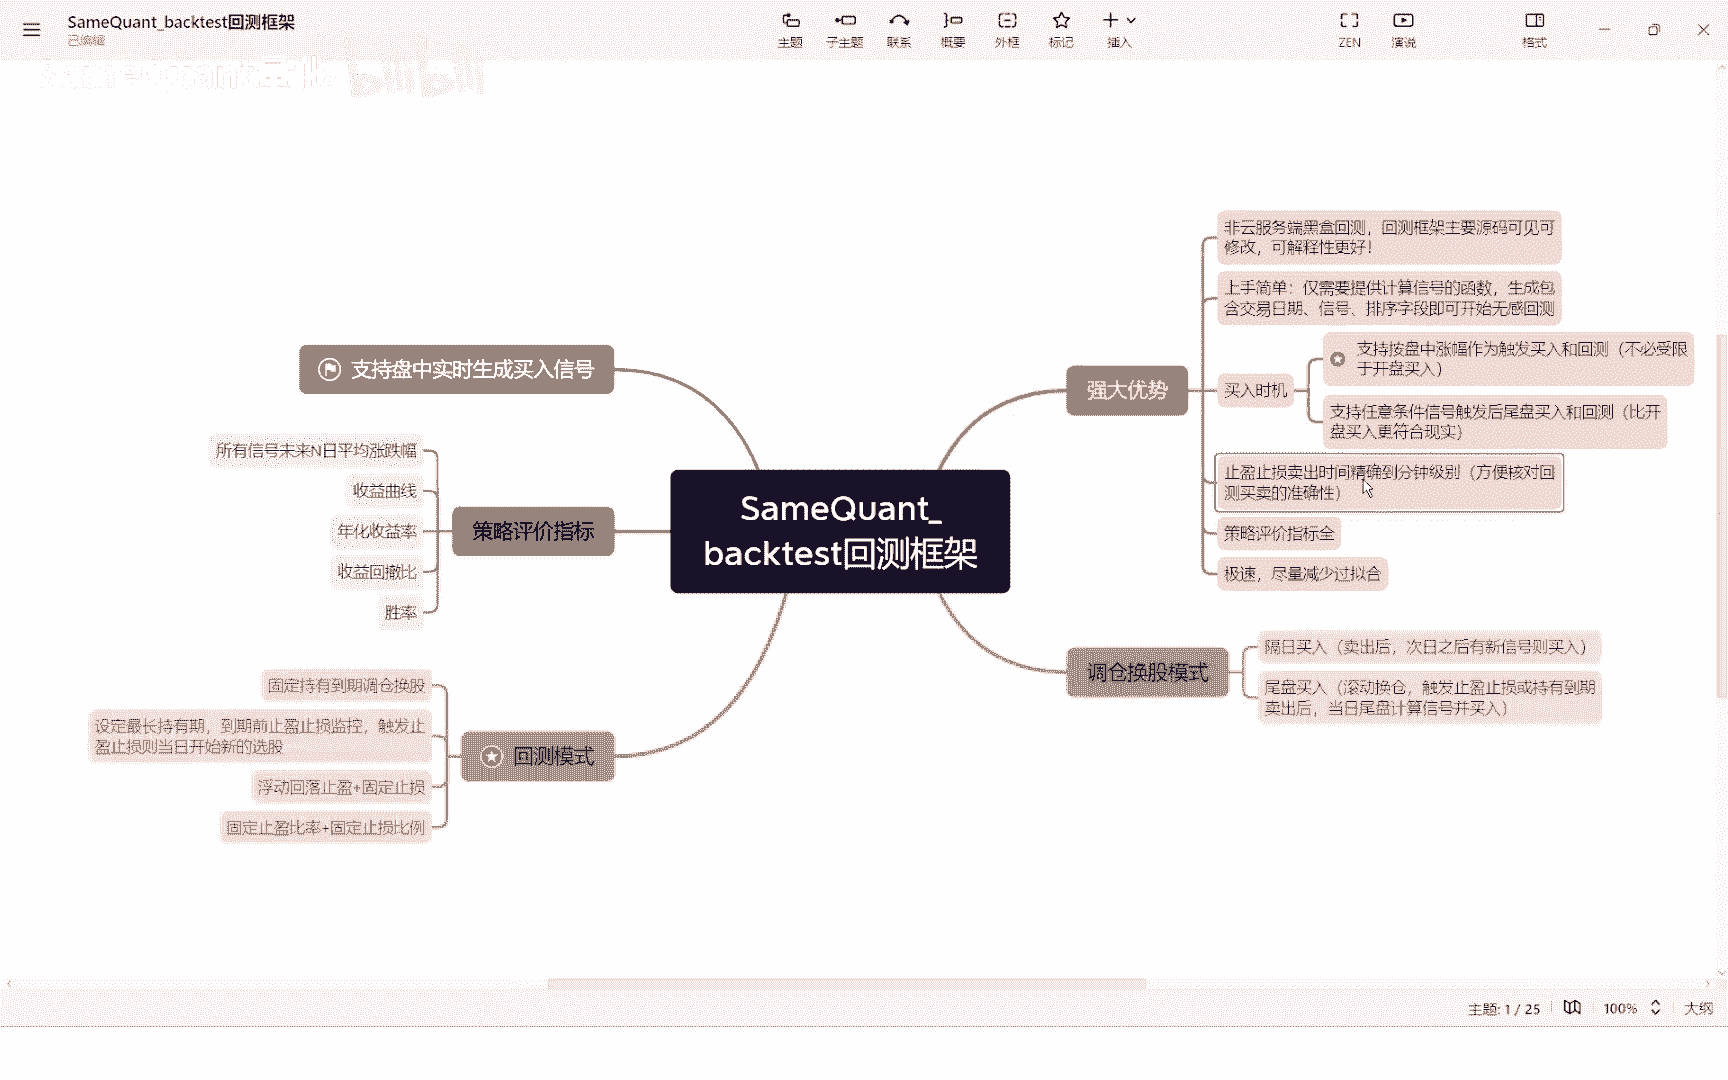 SameQuant_backtest回测框架
已编辑
主题
子主题
联系
概要
外框
标记
插入
ZEN
演说
格式
非云服务端黑盒回测，回测框架主要源码可见可
修改，可解释性更好！
上手简单：仅需要提供计算信号的函数，生成包
含交易日期、信号、排序字段即可开始无感回测
支持按盘中涨幅作为触发买入和回测（不必受限
于开盘买入）
强大优势
买入时机
支持任意条件信号触发后尾盘买入和回测（比开
盘买入更符合现实）
止盈止损卖出时间精确到分钟级别（方便核对回
测买卖的准确性）
策略评价指标全
极速，尽量减少过拟合
支持盘中实时生成买入信号
所有信号未来N日平均涨跌幅
收益曲线
年化收益率
收益回撤比
胜率
策略评价指标
SameQuant_
backtest回测框架
调仓换股模式
隔日买入（卖出后，次日之后有新信号则买入）
尾盘买入（滚动换仓，触发止盈止损或持有到期
卖出后，当日尾盘计算信号并买入）
固定持有到期调仓换股
设定最长持有期，到期前止盈止损监控，触发止
盈止损则当日开始新的选股
回测模式
浮动回落止盈+固定止损
固定止盈比率+固定止损比例
主题: 1 / 25
100%
大纲